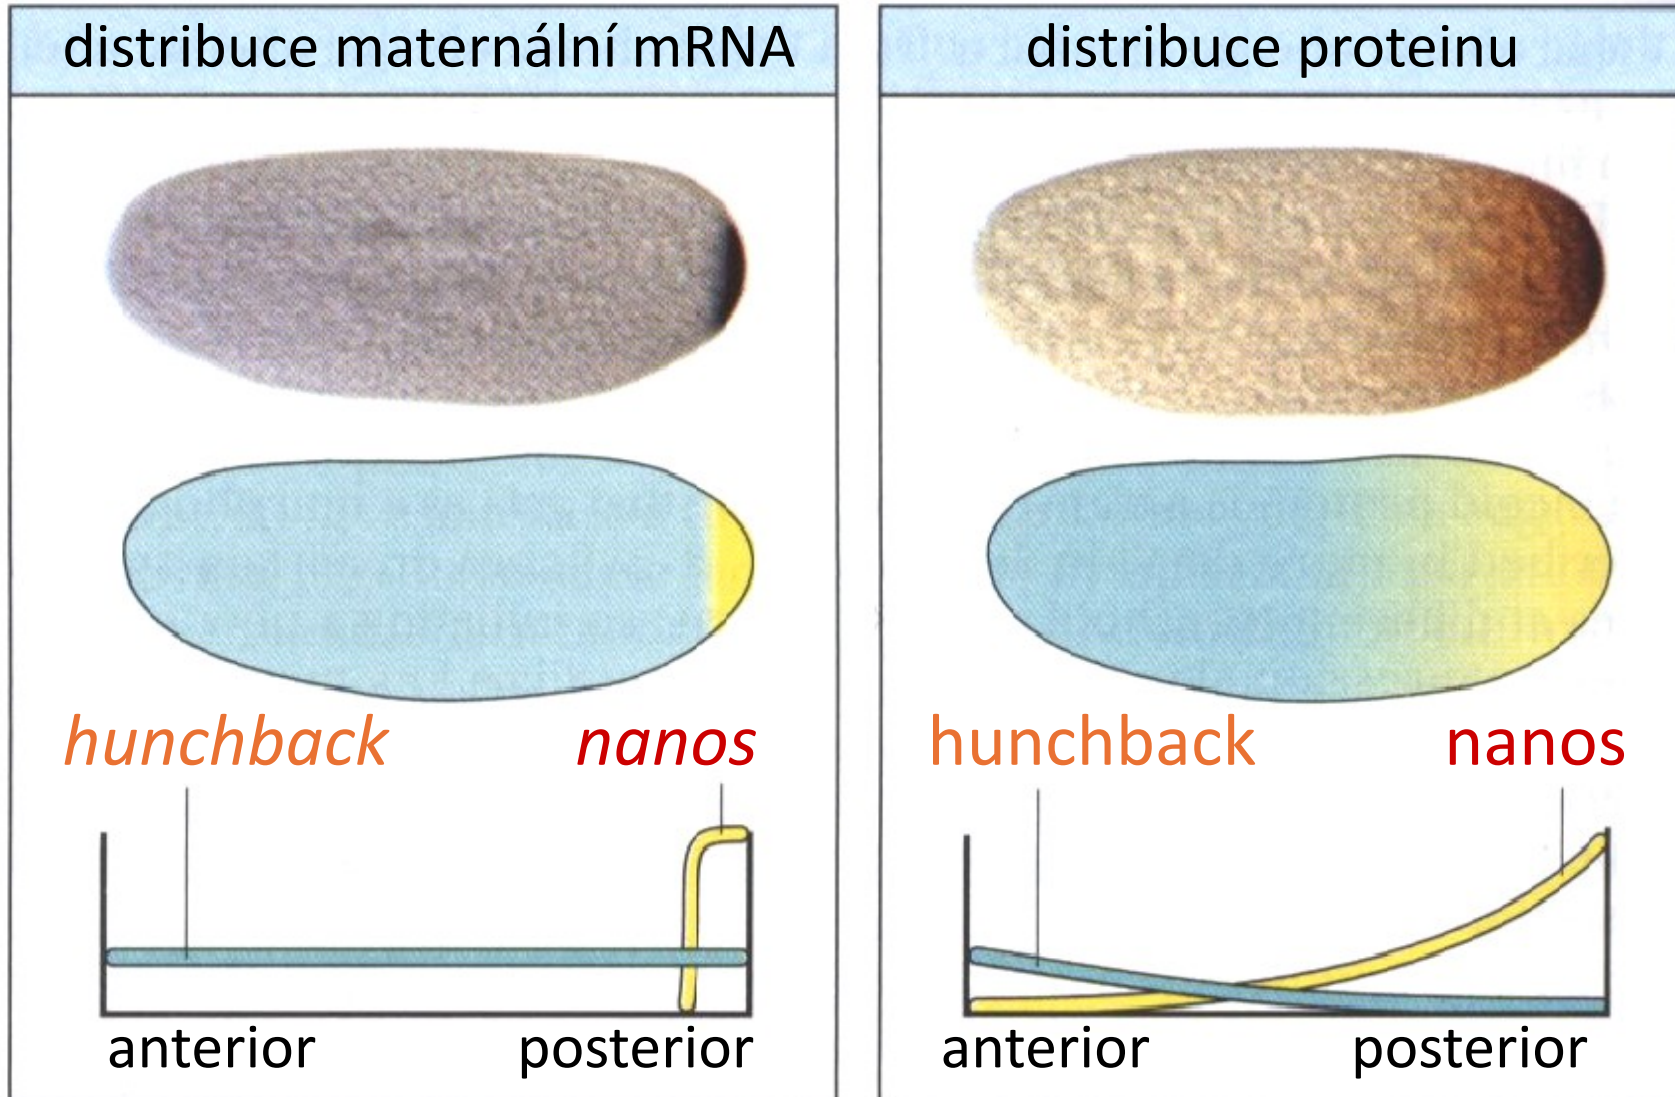 distribuce maternální mRNA
distribuce proteinu
hunchback nanos
hunchback nanos
anterior posterior
anterior posterior